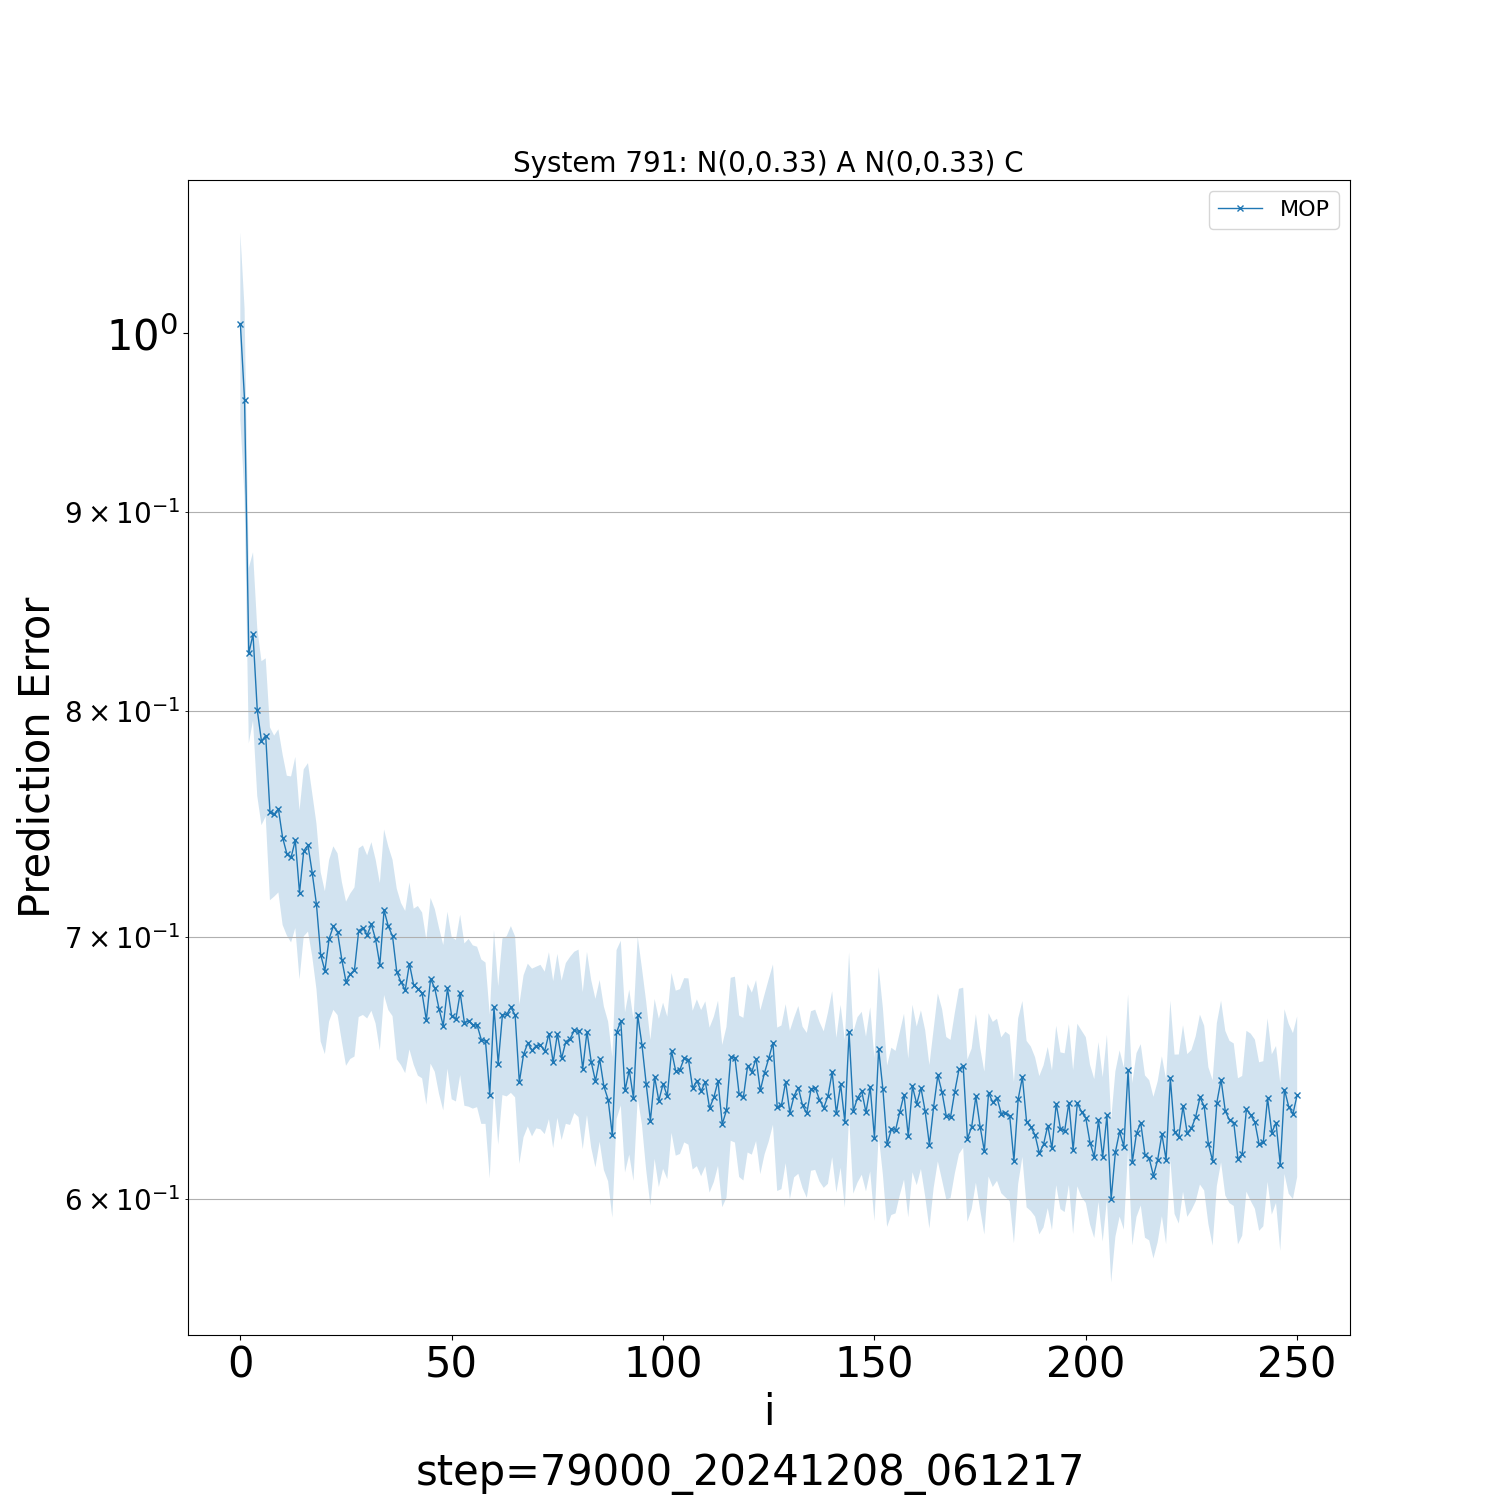 System 791: N(0,0.33) A N(0,0.33) C
MOP
10⁰
9 × 10⁻¹
8 × 10⁻¹
7 × 10⁻¹
6 × 10⁻¹
Prediction Error
0 50 100 150 200 250
i
step=79000_20241208_061217